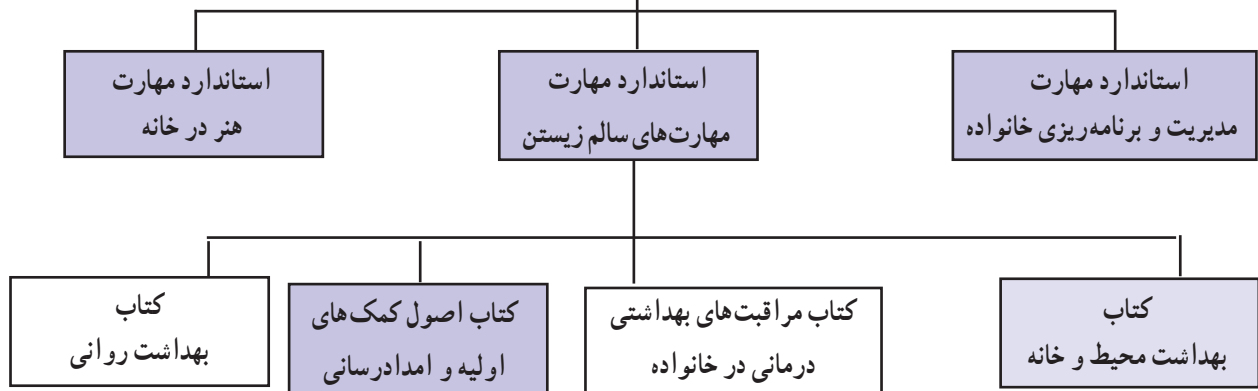 استاندارد مهارت
مدیریت و برنامه‌ریزی خانواده
استاندارد مهارت
مهارت‌های سالم زیستن
استاندارد مهارت
هنر در خانه
کتاب
بهداشت محیط و خانه
کتاب مراقبت‌های بهداشتی
درمانی در خانواده
کتاب اصول کمک‌های
اولیه و امدادرسانی
کتاب
بهداشت روانی